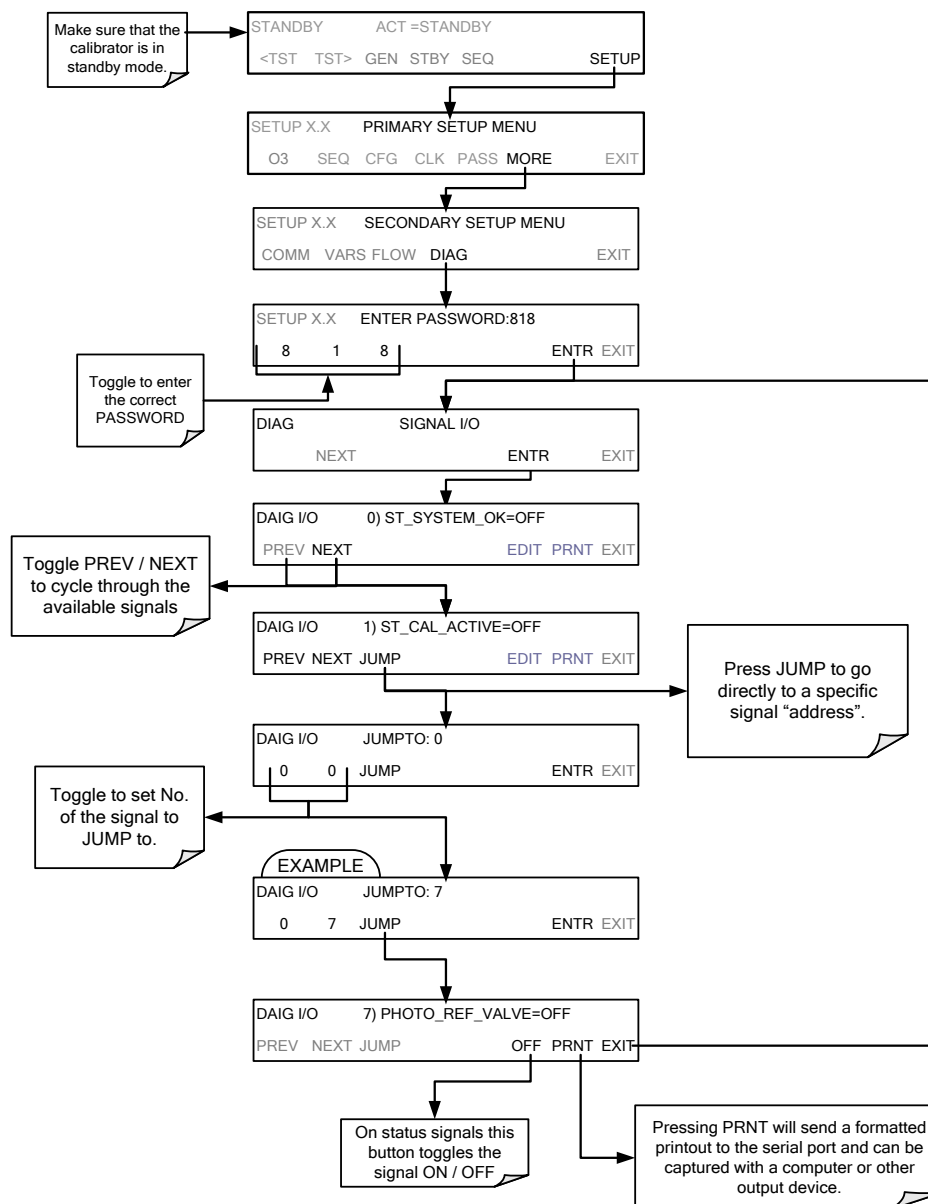 Make sure that the
calibrator is in
standby mode.
STANDBY ACT =STANDBY
<TST TST> GEN STBY SEQ SETUP
SETUP X.X PRIMARY SETUP MENU
O3 SEQ CFG CLK PASS MORE EXIT
SETUP X.X SECONDARY SETUP MENU
COMM VARS FLOW DIAG EXIT
SETUP X.X ENTER PASSWORD:818
8 1 8 ENTR EXIT
Toggle to enter
the correct
PASSWORD
DIAG SIGNAL I/O
NEXT ENTR EXIT
DAIG I/O 0) ST_SYSTEM_OK=OFF
PREV NEXT EDIT PRNT EXIT
Toggle PREV / NEXT
to cycle through the
available signals
DAIG I/O 1) ST_CAL_ACTIVE=OFF
PREV NEXT JUMP EDIT PRNT EXIT
Press JUMP to go
directly to a specific
signal “address”.
DAIG I/O JUMPTO: 0
0 0 JUMP ENTR EXIT
Toggle to set No.
of the signal to
JUMP to.
EXAMPLE
DAIG I/O JUMPTO: 7
0 7 JUMP ENTR EXIT
DAIG I/O 7) PHOTO_REF_VALVE=OFF
PREV NEXT JUMP OFF PRNT EXIT
On status signals this
button toggles the
signal ON / OFF
Pressing PRNT will send a formatted
printout to the serial port and can be
captured with a computer or other
output device.